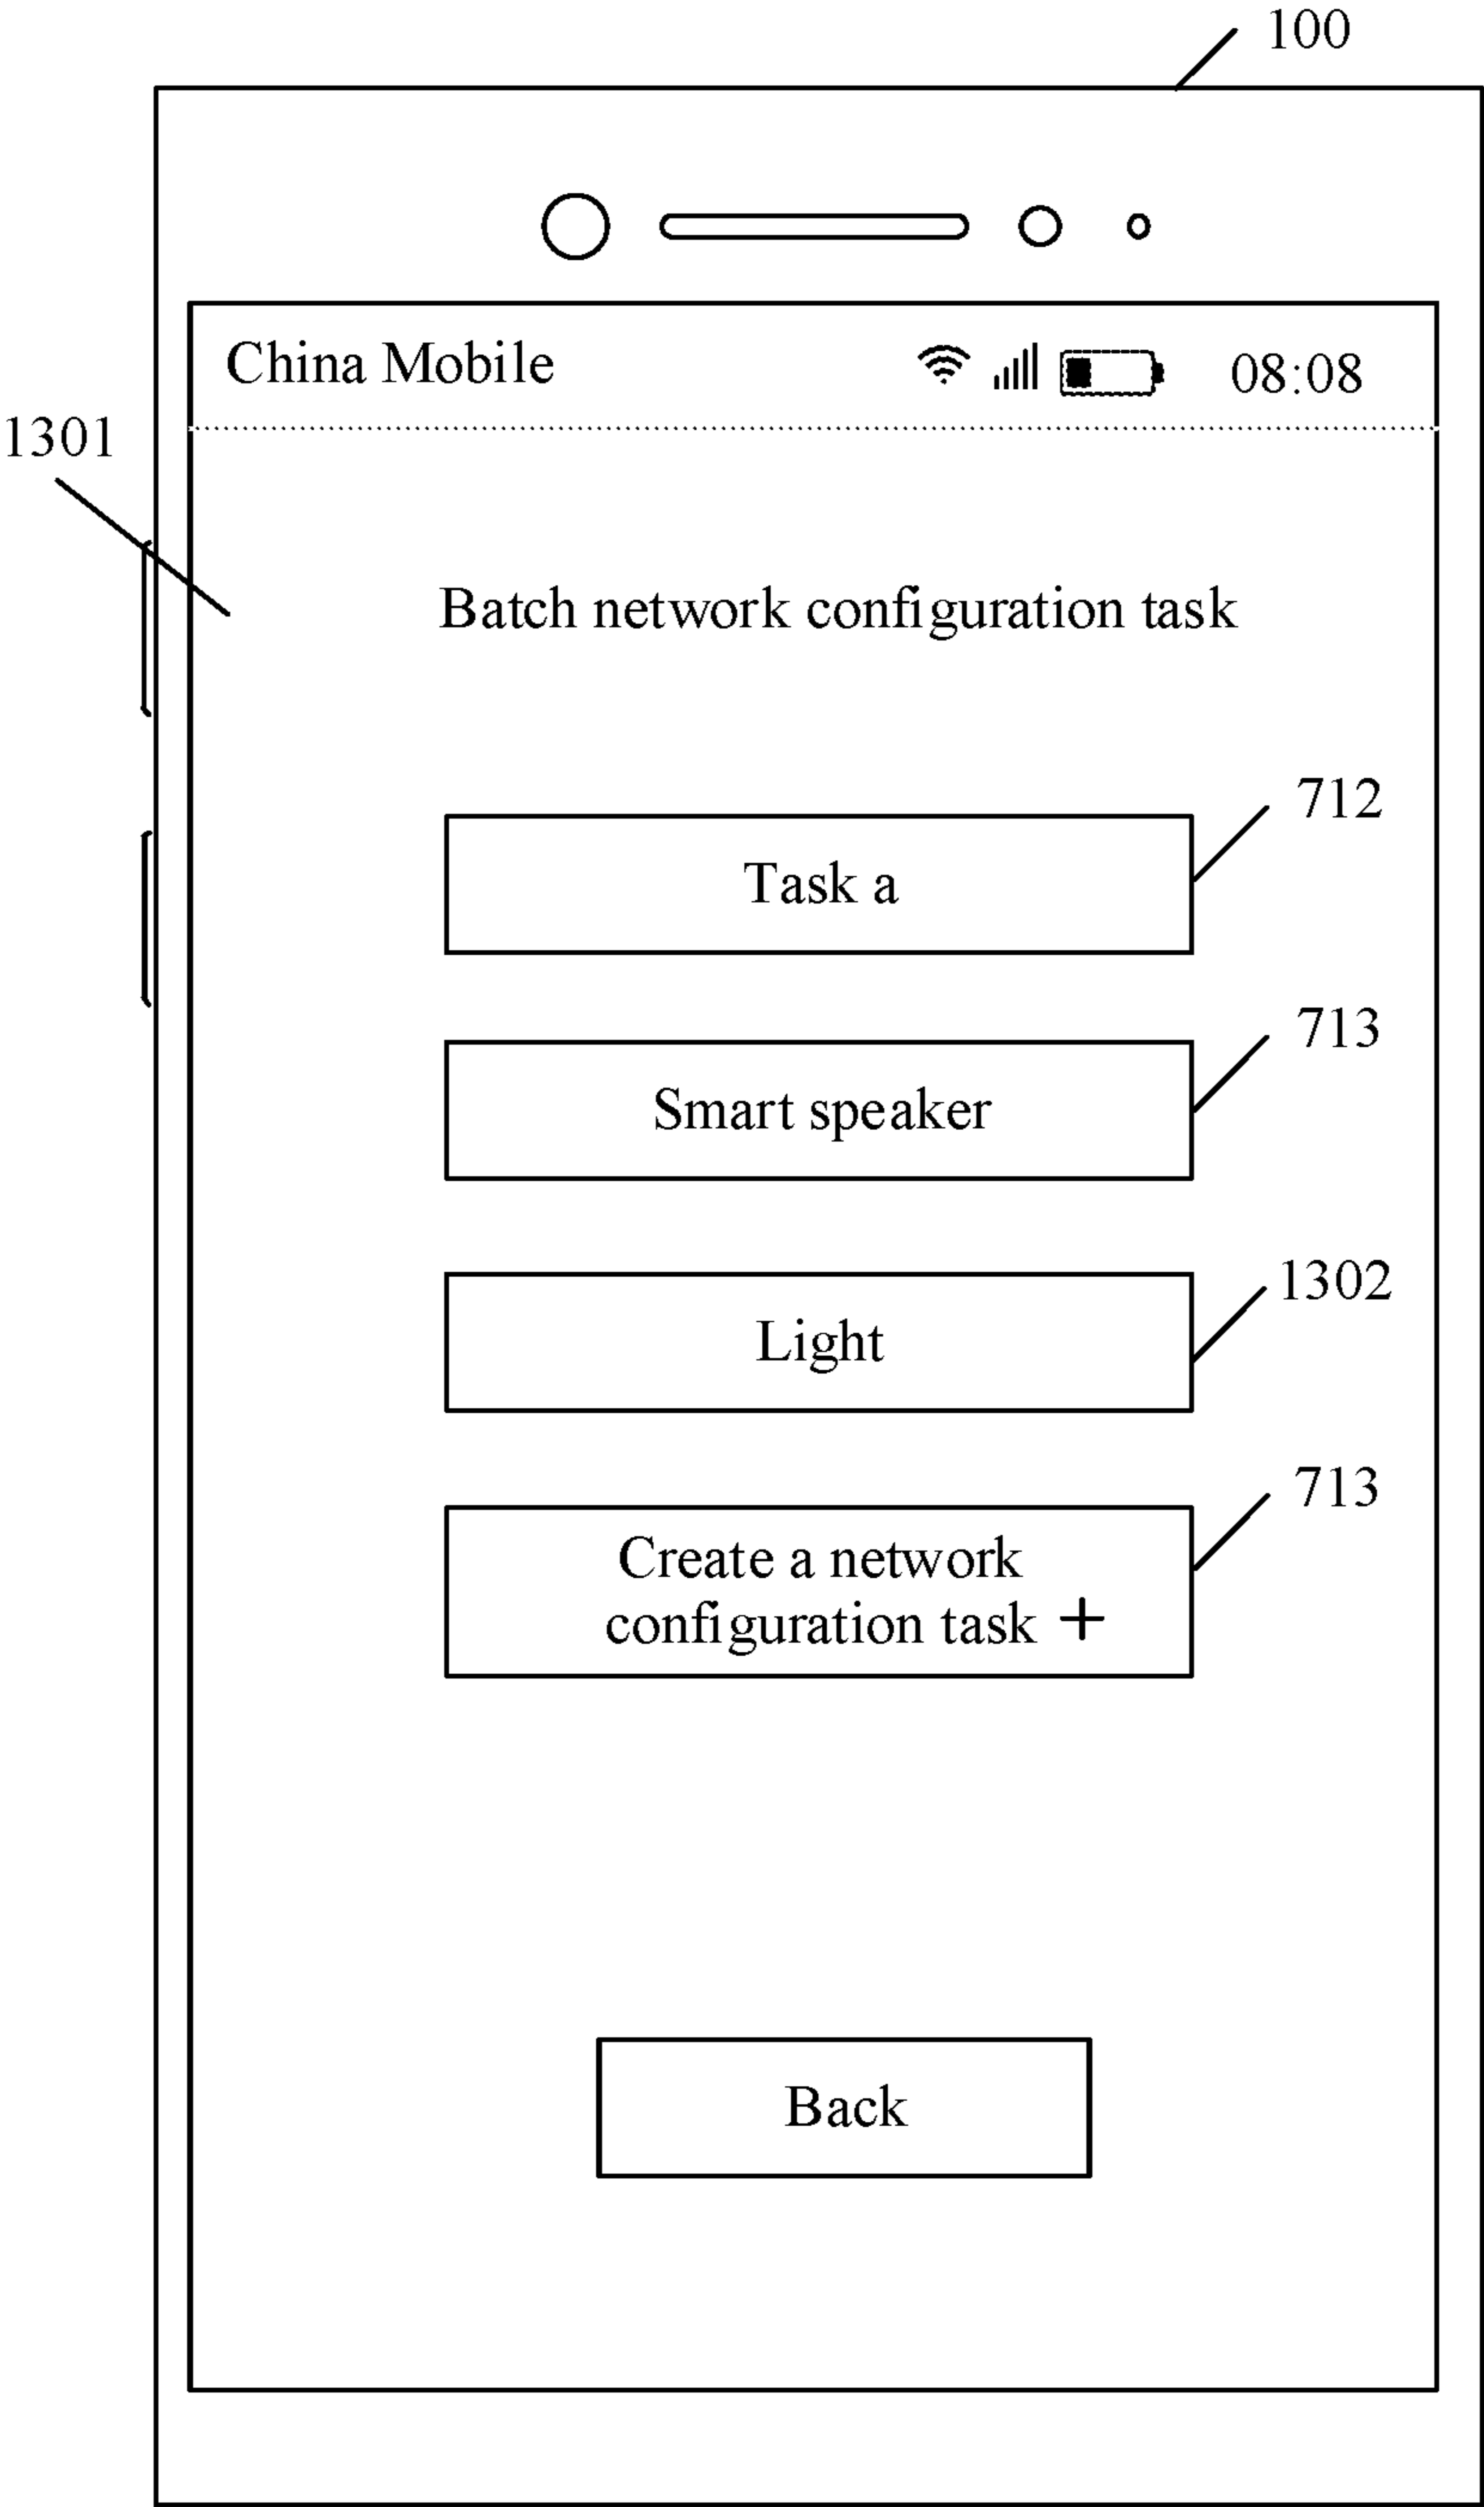 100
China Mobile 08:08
1301
Batch network configuration task
712
Task a
713
Smart speaker
1302
Light
713
Create a network
configuration task +
Back